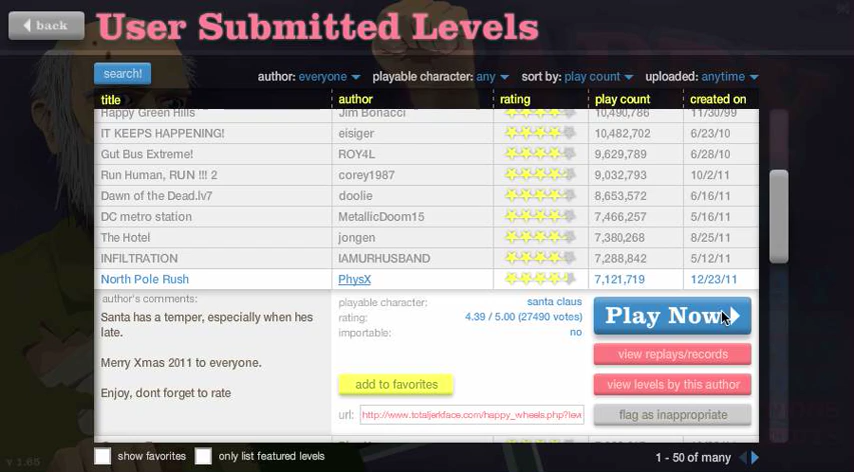 back
User Submitted Levels
search!
author: everyone
playable character: any
sort by: play count
uploaded: anytime
title author rating play count created on
Happy Green Hills Jim Bonacci 10,490,786 11/30/99
IT KEEPS HAPPENING! eisiger 10,482,702 6/23/10
Gut Bus Extreme! ROY4L 9,629,789 6/28/10
Run Human, RUN !!! 2 corey1987 9,032,793 10/2/11
Dawn of the Dead.lv7 doolie 8,653,572 6/16/11
DC metro station MetallicDoom15 7,466,257 5/16/11
The Hotel jongen 7,380,268 8/25/11
INFILTRATION IAMURHUSBAND 7,288,842 5/12/11
North Pole Rush PhysX 7,121,719 12/23/11
author's comments:
Santa has a temper, especially when hes
late.
Merry Xmas 2011 to everyone.
Enjoy, dont forget to rate
playable character: santa claus
rating: 4.39 / 5.00 (27490 votes)
importable: no
add to favorites
url: http://www.totaljerkface.com/happy_wheels.php?lev
Play Now
view replays/records
view levels by this author
flag as inappropriate
show favorites
only list featured levels
1 - 50 of many
v 1.65